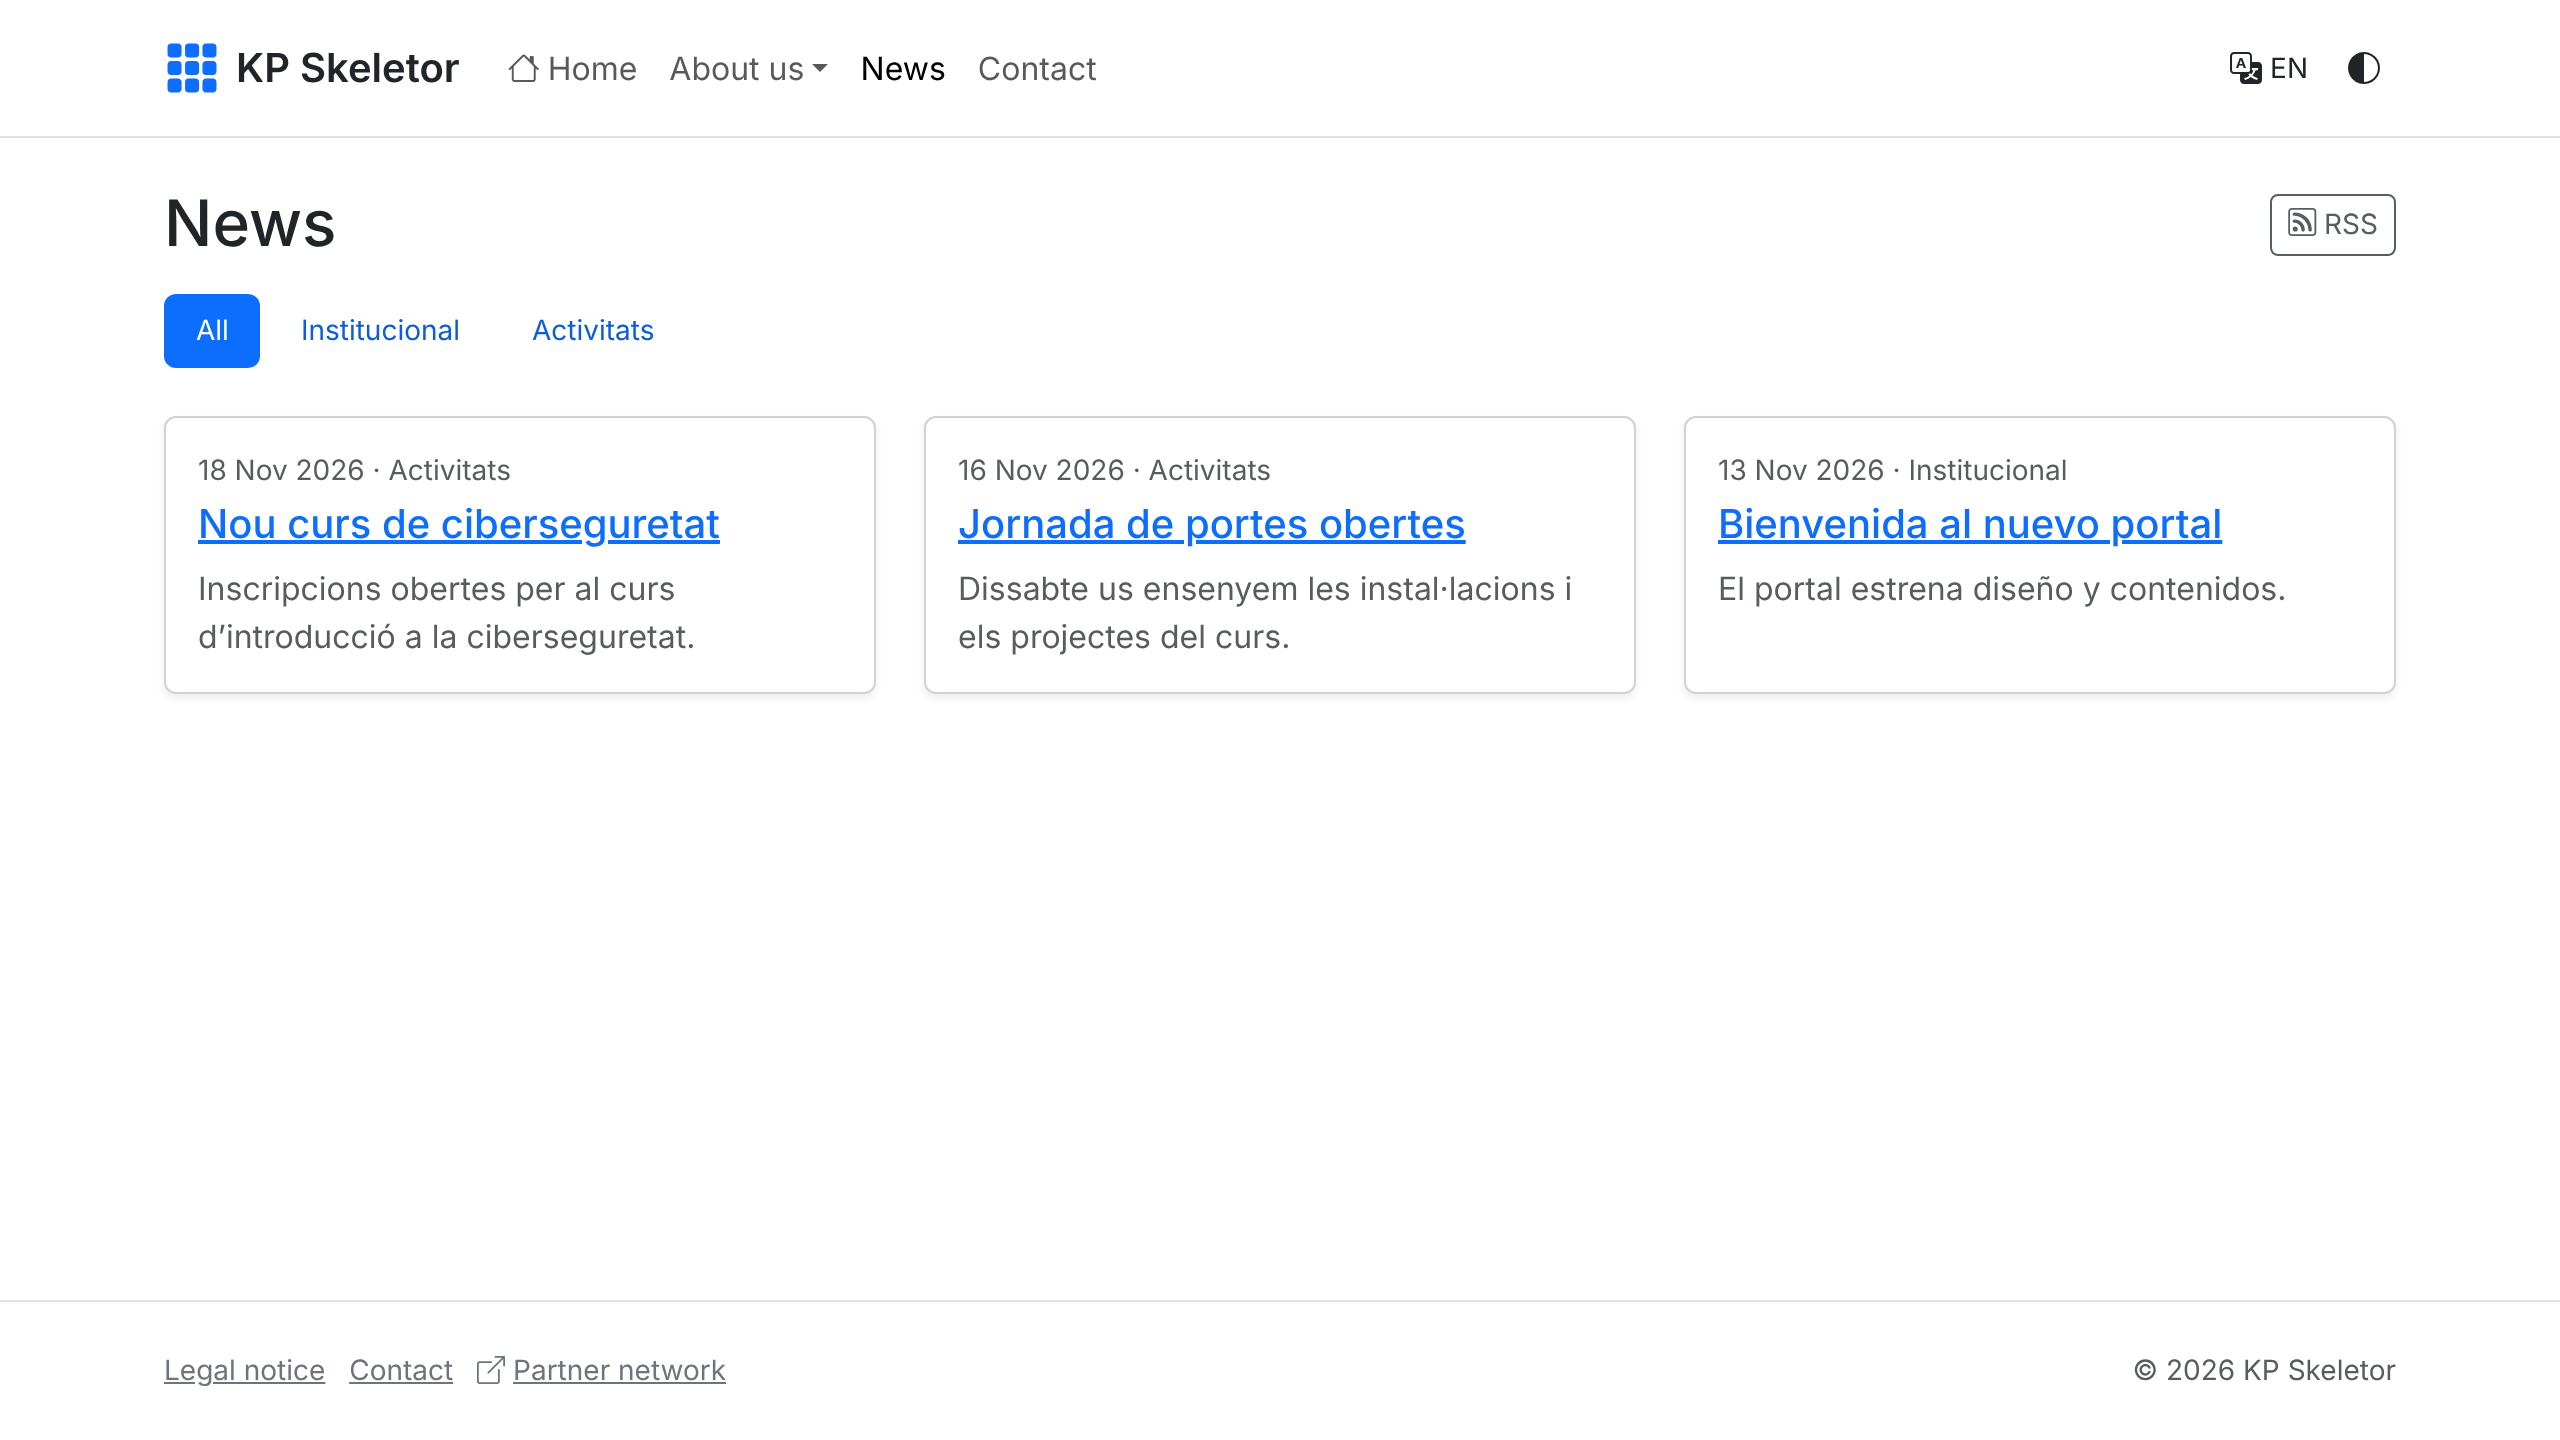 KP Skeletor
Home
About us
News
Contact
EN
News
RSS
All
Institucional
Activitats
18 Nov 2026 · Activitats
Nou curs de ciberseguretat
Inscripcions obertes per al curs
d’introducció a la ciberseguretat.
16 Nov 2026 · Activitats
Jornada de portes obertes
Dissabte us ensenyem les instal·lacions i
els projectes del curs.
13 Nov 2026 · Institucional
Bienvenida al nuevo portal
El portal estrena diseño y contenidos.
Legal notice
Contact
Partner network
© 2026 KP Skeletor